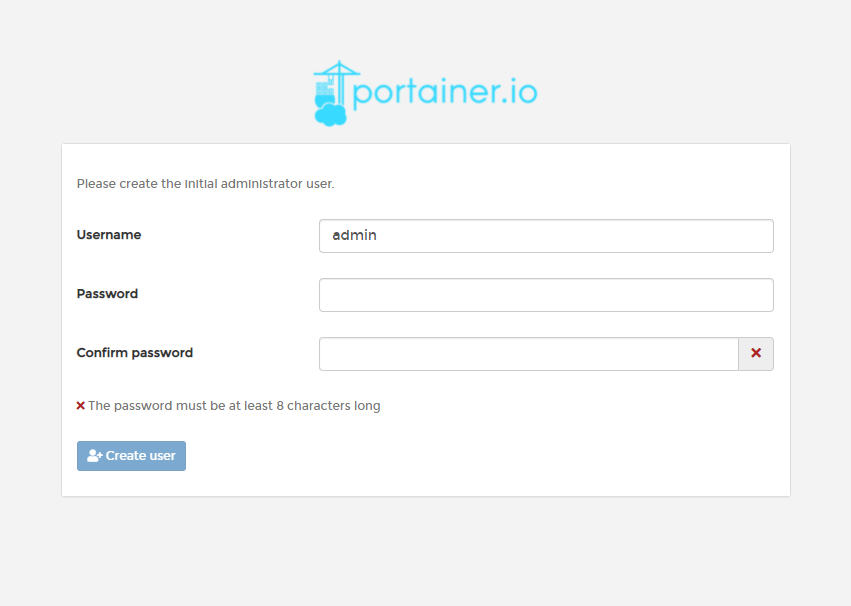 portainer.io
Please create the initial administrator user.
Username
admin
Password
Confirm password
The password must be at least 8 characters long
Create user